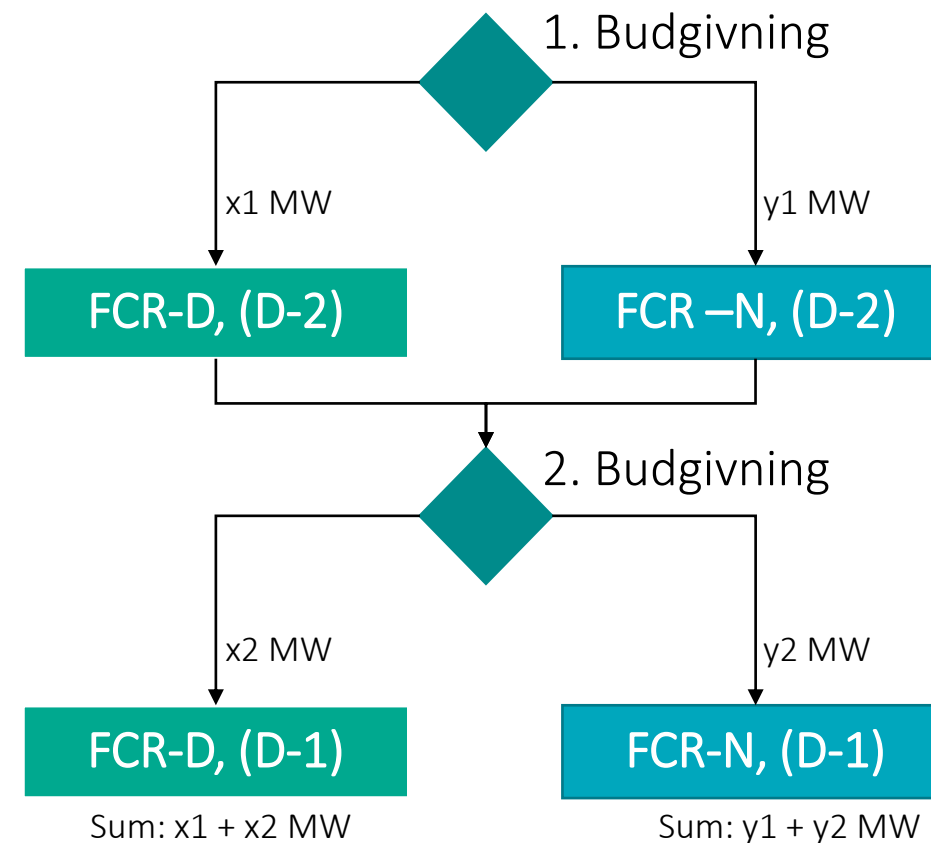 1. Budgivning
x1 MW
y1 MW
FCR-D, (D-2)
FCR –N, (D-2)
2. Budgivning
x2 MW
y2 MW
FCR-D, (D-1)
FCR-N, (D-1)
Sum: x1 + x2 MW
Sum: y1 + y2 MW